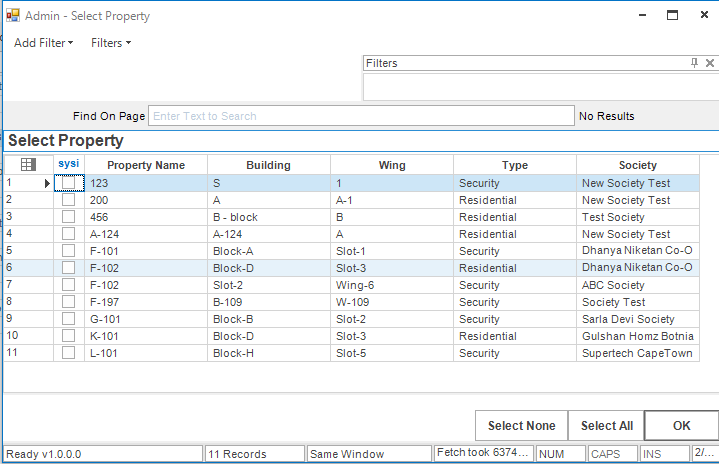 Admin - Select Property
Add Filter Filters
Filters
Find On Page Enter Text to Search No Results
Select Property
sysi Property Name Building Wing Type Society
1 123 S 1 Security New Society Test
2 200 A A-1 Residential New Society Test
3 456 B - block B Residential Test Society
4 A-124 A-124 A Residential New Society Test
5 F-101 Block-A Slot-1 Security Dhanya Niketan Co-O
6 F-102 Block-D Slot-3 Residential Dhanya Niketan Co-O
7 F-102 Slot-2 Wing-6 Security ABC Society
8 F-197 B-109 W-109 Security Society Test
9 G-101 Block-B Slot-2 Security Sarla Devi Society
10 K-101 Block-D Slot-3 Residential Gulshan Homz Botnia
11 L-101 Block-H Slot-5 Security Supertech CapeTown
Select None Select All OK
Ready v1.0.0.0 11 Records Same Window Fetch took 6374... NUM CAPS INS 2/...